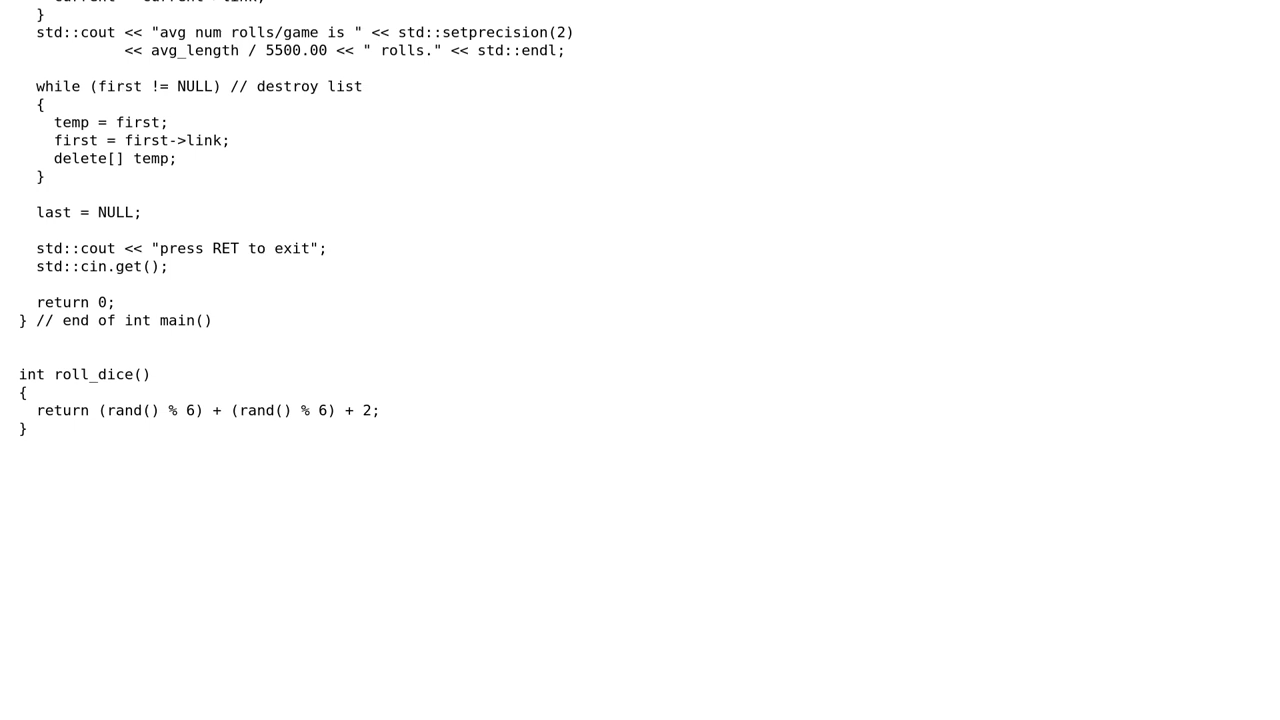 }
std::cout << "avg num rolls/game is " << std::setprecision(2)
<< avg_length / 5500.00 << " rolls." << std::endl;
while (first != NULL) // destroy list
{
temp = first;
first = first->link;
delete[] temp;
}
last = NULL;
std::cout << "press RET to exit";
std::cin.get();
return 0;
} // end of int main()
int roll_dice()
{
return (rand() % 6) + (rand() % 6) + 2;
}